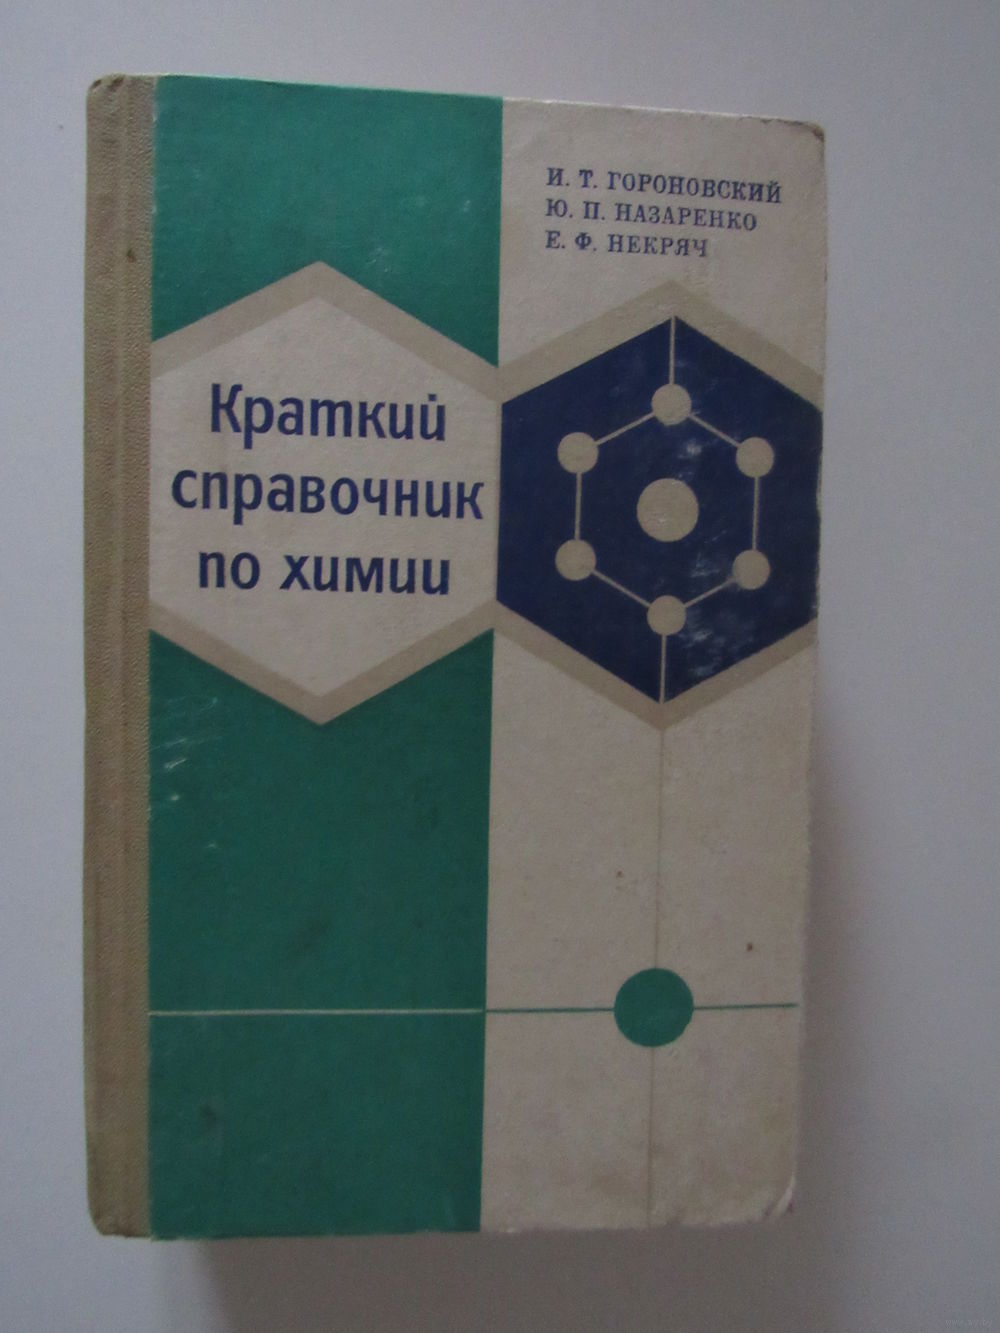 И. Т. ГОРОНОВСКИЙ
Ю. П. НАЗАРЕНКО
Е. Ф. НЕКРЯЧ
Краткий
справочник
по химии